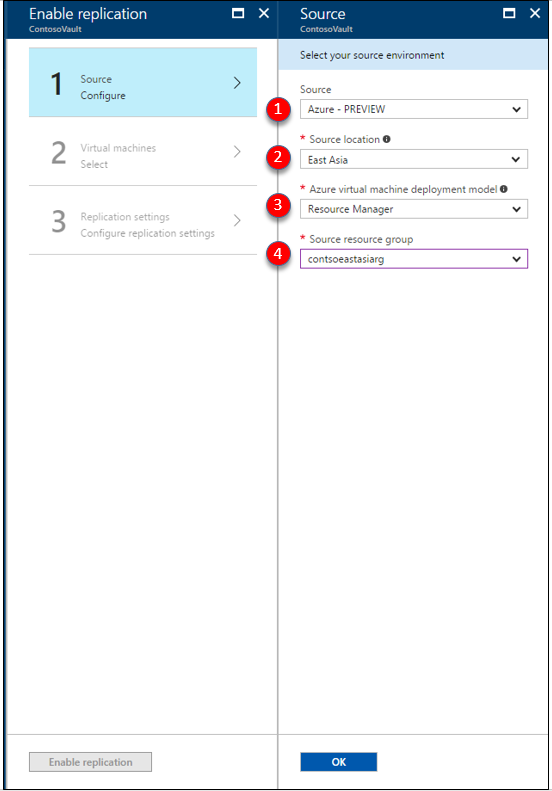 Enable replication
ContosoVault
1
Source
Configure
2
Virtual machines
Select
3
Replication settings
Configure replication settings
Enable replication
Source
ContosoVault
Select your source environment
Source
1
Azure - PREVIEW
* Source location
2
East Asia
* Azure virtual machine deployment model
3
Resource Manager
* Source resource group
4
contsoeastasiarg
OK